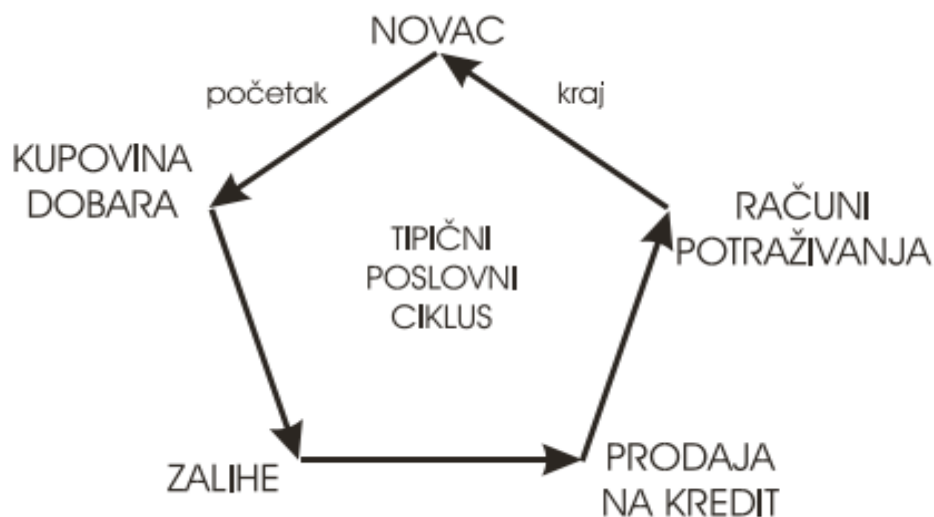 NOVAC
početak
kraj
KUPOVINA
DOBARA
RAČUNI
POTRAŽIVANJA
TIPIČNI
POSLOVNI
CIKLUS
ZALIHE
PRODAJA
NA KREDIT